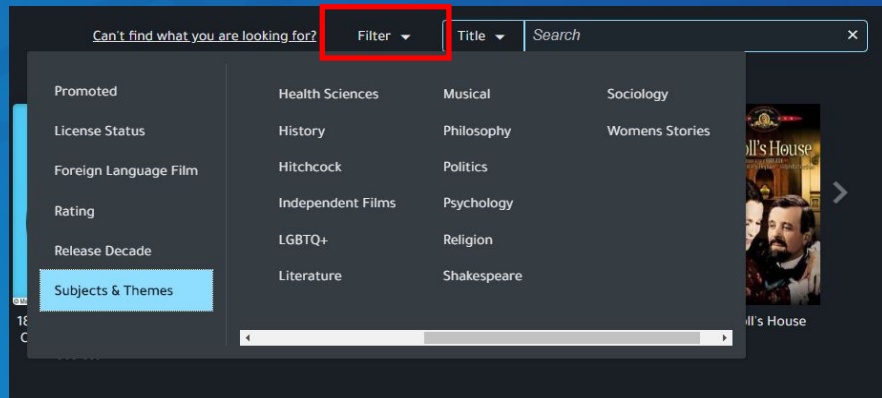 Can't find what you are looking for? Filter Title Search ×
Promoted
License Status
Foreign Language Film
Rating
Release Decade
Subjects & Themes
Health Sciences
History
Hitchcock
Independent Films
LGBTQ+
Literature
Musical
Philosophy
Politics
Psychology
Religion
Shakespeare
Sociology
Womens Stories
ll's House
ll's House
18
C